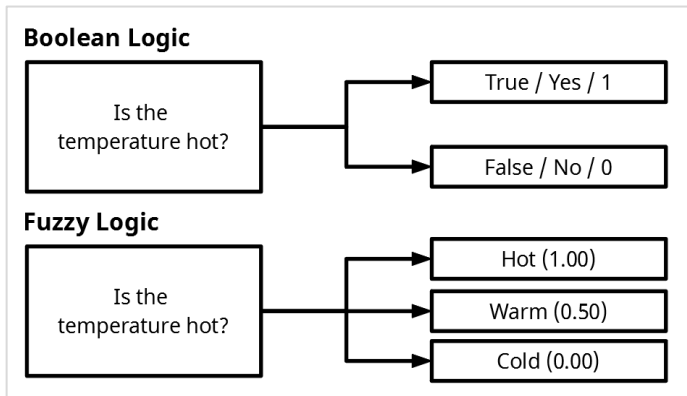 Boolean Logic
Is the
temperature hot?
True / Yes / 1
False / No / 0
Fuzzy Logic
Is the
temperature hot?
Hot (1.00)
Warm (0.50)
Cold (0.00)